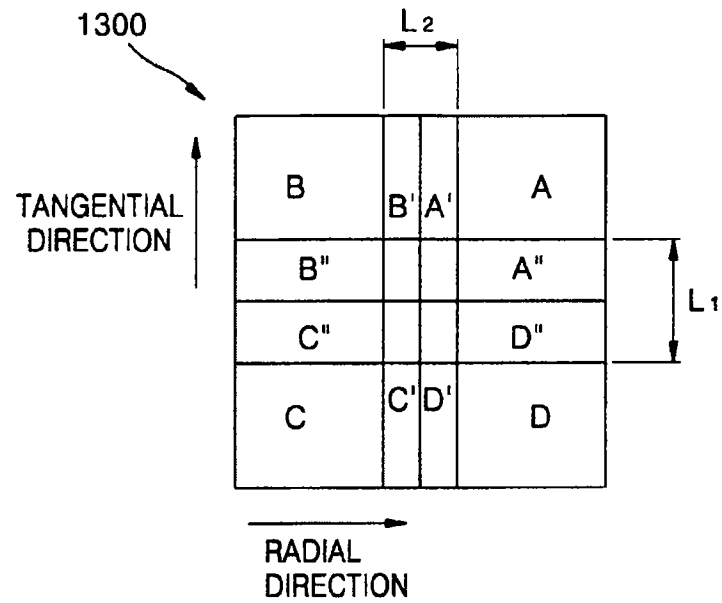 1300
L2
B
B' A'
A
TANGENTIAL
DIRECTION
B"
A"
L1
C"
D"
C
C' D'
D
RADIAL
DIRECTION